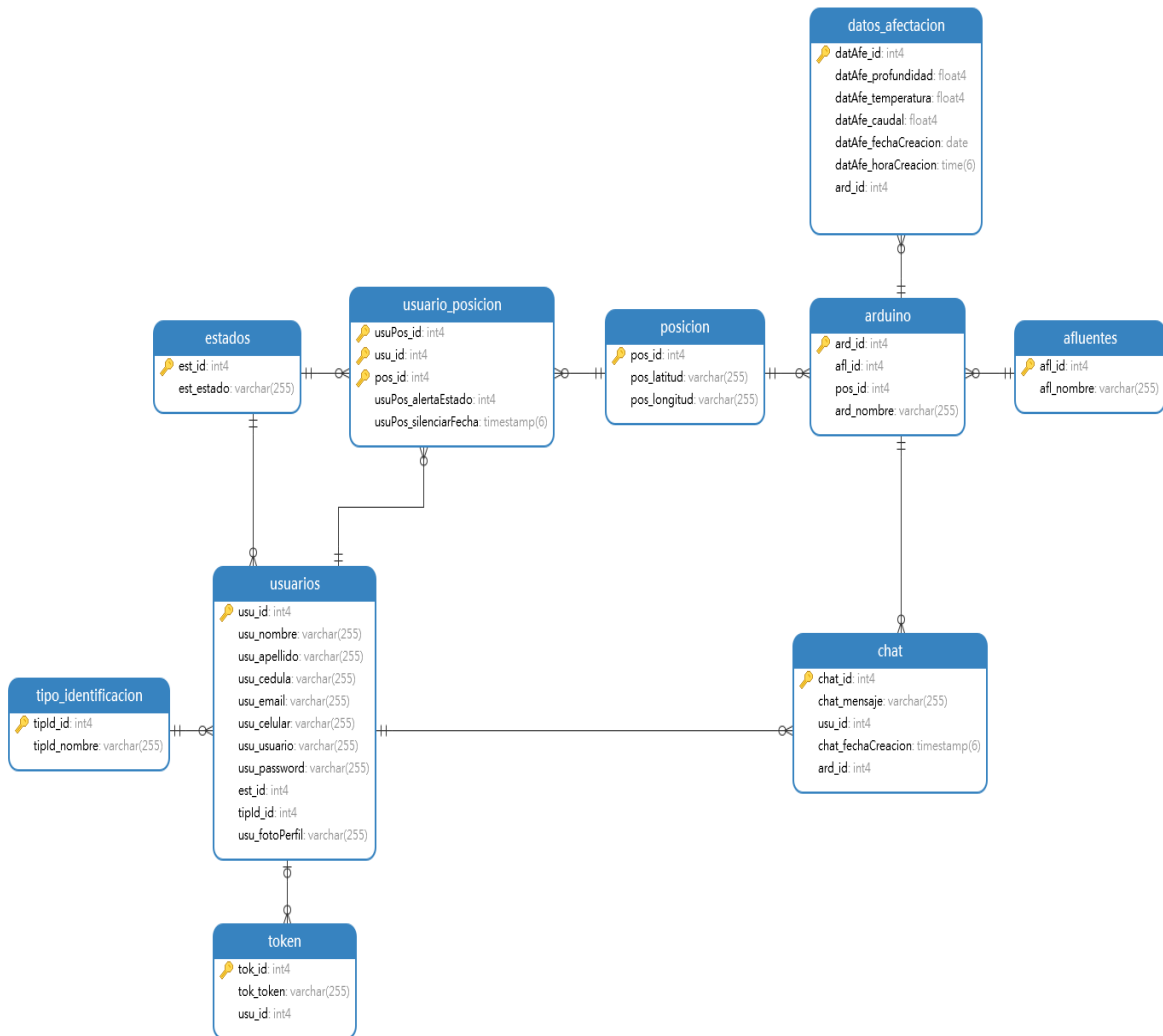 datos_afectacion
datAfe_id: int4
datAfe_profundidad: float4
datAfe_temperatura: float4
datAfe_caudal: float4
datAfe_fechaCreacion: date
datAfe_horaCreacion: time(6)
ard_id: int4
estados
est_id: int4
est_estado: varchar(255)
usuario_posicion
usuPos_id: int4
usu_id: int4
pos_id: int4
usuPos_alertaEstado: int4
usuPos_silenciarFecha: timestamp(6)
posicion
pos_id: int4
pos_latitud: varchar(255)
pos_longitud: varchar(255)
arduino
ard_id: int4
afl_id: int4
pos_id: int4
ard_nombre: varchar(255)
afluentes
afl_id: int4
afl_nombre: varchar(255)
tipo_identificacion
tipId_id: int4
tipId_nombre: varchar(255)
usuarios
usu_id: int4
usu_nombre: varchar(255)
usu_apellido: varchar(255)
usu_cedula: varchar(255)
usu_email: varchar(255)
usu_celular: varchar(255)
usu_usuario: varchar(255)
usu_password: varchar(255)
est_id: int4
tipId_id: int4
usu_fotoPerfil: varchar(255)
chat
chat_id: int4
chat_mensaje: varchar(255)
usu_id: int4
chat_fechaCreacion: timestamp(6)
ard_id: int4
token
tok_id: int4
tok_token: varchar(255)
usu_id: int4